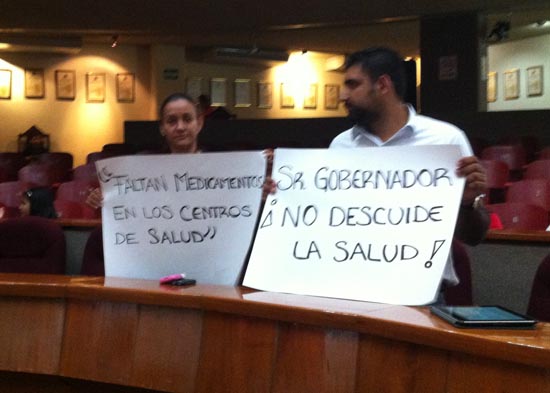 “FALTAN MEDICAMENTOS
EN LOS CENTROS
DE SALUD”
SR. GOBERNADOR
¡NO DESCUIDE
LA SALUD!